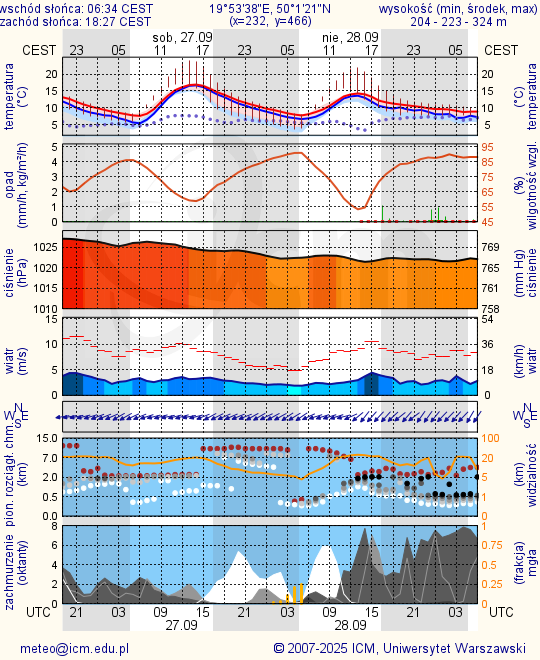 wschód słońca: 06:34 CEST 19°53'38"E, 50°1'21"N wysokość (min, środek, max)
zachód słońca: 18:27 CEST (x=232, y=466) 204 - 223 - 324 m
sob, 27.09 nie, 28.09
CEST 23 05 11 17 23 05 11 17 23 05 CEST
temperatura (°C)
20 15 10 5
20 15 10 5
temperatura (°C)
opad (mm/h, kg/m²/h)
5 4 3 2 1 0
95 85 75 65 55 45
wilgotność wzgl. (%)
ciśnienie (hPa)
1025 1020 1015 1010
769 765 761 758
ciśnienie (mm Hg)
wiatr (m/s)
15 10 5 0
54 36 18 0
wiatr (km/h)
N W E S
N W E S
pion. rozciągł. chm. (km)
15.0 7.0 2.0 0.5 0.0
100 20 5 1 0
widzialność (km)
zachmurzenie (oktanty)
8 6 4 2 0
1 0.75 0.5 0.25 0
(frakcja) mgła
UTC 21 03 09 15 21 03 09 15 21 03 UTC
27.09 28.09
meteo@icm.edu.pl © 2007-2025 ICM, Uniwersytet Warszawski